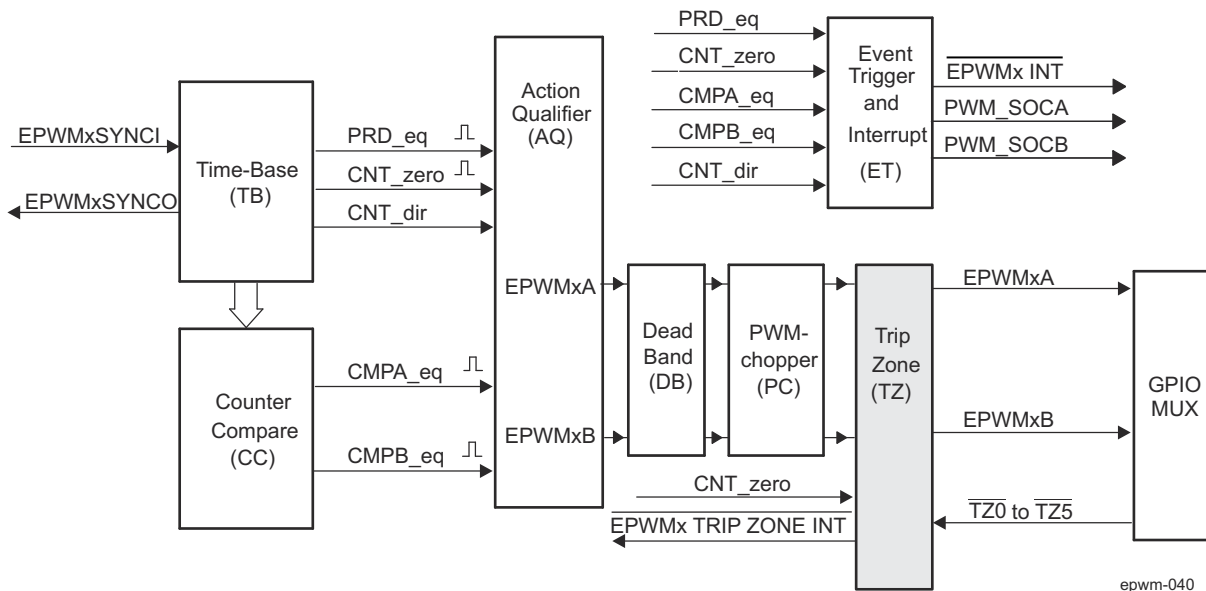 EPWMxSYNCI
EPWMxSYNCO
Time-Base
(TB)
PRD_eq
CNT_zero
CNT_dir
Counter
Compare
(CC)
CMPA_eq
CMPB_eq
Action
Qualifier
(AQ)
EPWMxA
EPWMxB
PRD_eq
CNT_zero
CMPA_eq
CMPB_eq
CNT_dir
Event
Trigger
and
Interrupt
(ET)
EPWMx INT
PWM_SOCA
PWM_SOCB
Dead
Band
(DB)
PWM-
chopper
(PC)
CNT_zero
EPWMx TRIP ZONE INT
Trip
Zone
(TZ)
EPWMxA
EPWMxB
TZ0 to TZ5
GPIO
MUX
epwm-040